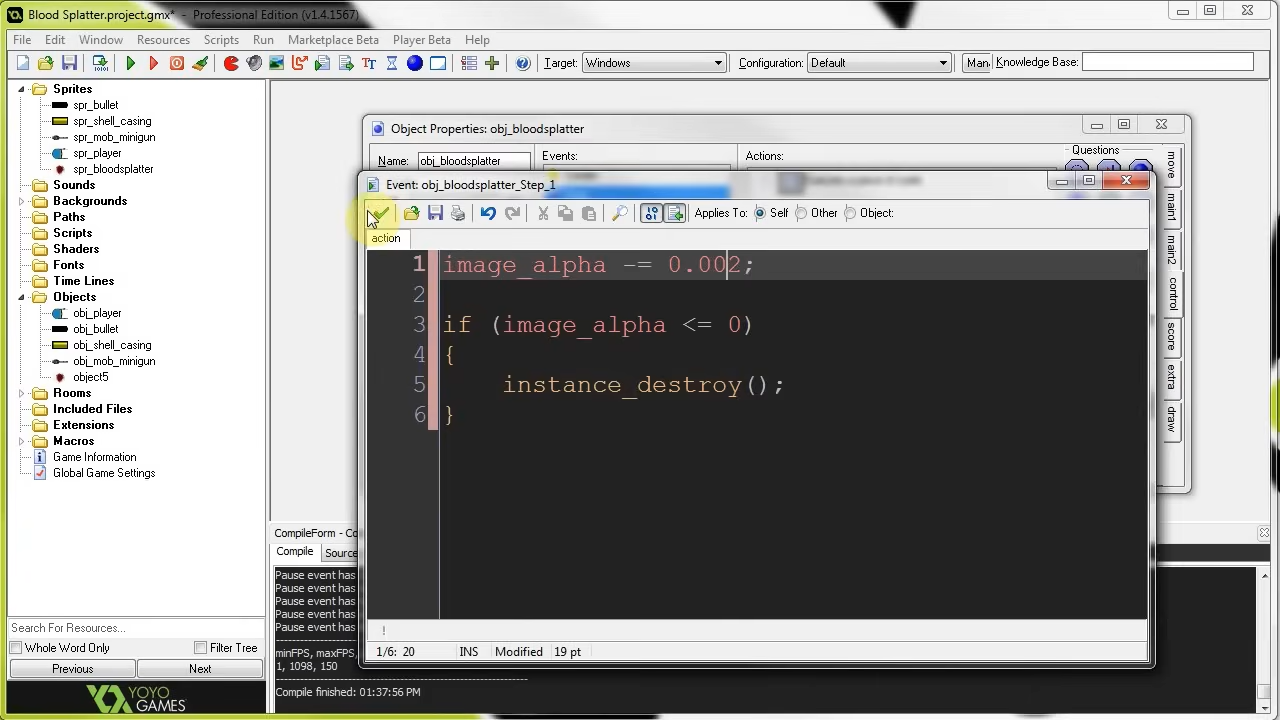 Blood Splatter.project.gmx* - Professional Edition (v1.4.1567)
File Edit Window Resources Scripts Run Marketplace Beta Player Beta Help
Target: Windows Configuration: Default Man Knowledge Base:
Sprites
spr_bullet
spr_shell_casing
spr_mob_minigun
spr_player
spr_bloodsplatter
Sounds
Backgrounds
Paths
Scripts
Shaders
Fonts
Time Lines
Objects
obj_player
obj_bullet
obj_shell_casing
obj_mob_minigun
object5
Rooms
Included Files
Extensions
Macros
Game Information
Global Game Settings
Search For Resources...
Whole Word Only Filter Tree
Previous Next
YOYO
GAMES
Object Properties: obj_bloodsplatter
Name: obj_bloodsplatter Events: Actions: Questions
move
main1
main2
control
score
extra
draw
Event: obj_bloodsplatter_Step_1
Applies To: Self Other Object:
action
1 image_alpha -= 0.002;
2
3 if (image_alpha <= 0)
4 {
5 instance_destroy();
6 }
!
1/6: 20 INS Modified 19 pt
CompileForm - Co
Compile Source
Pause event has
Pause event has
Pause event has
Pause event has
Pause event has
minFPS, maxFPS,
1, 1098, 150
Compile finished: 01:37:56 PM